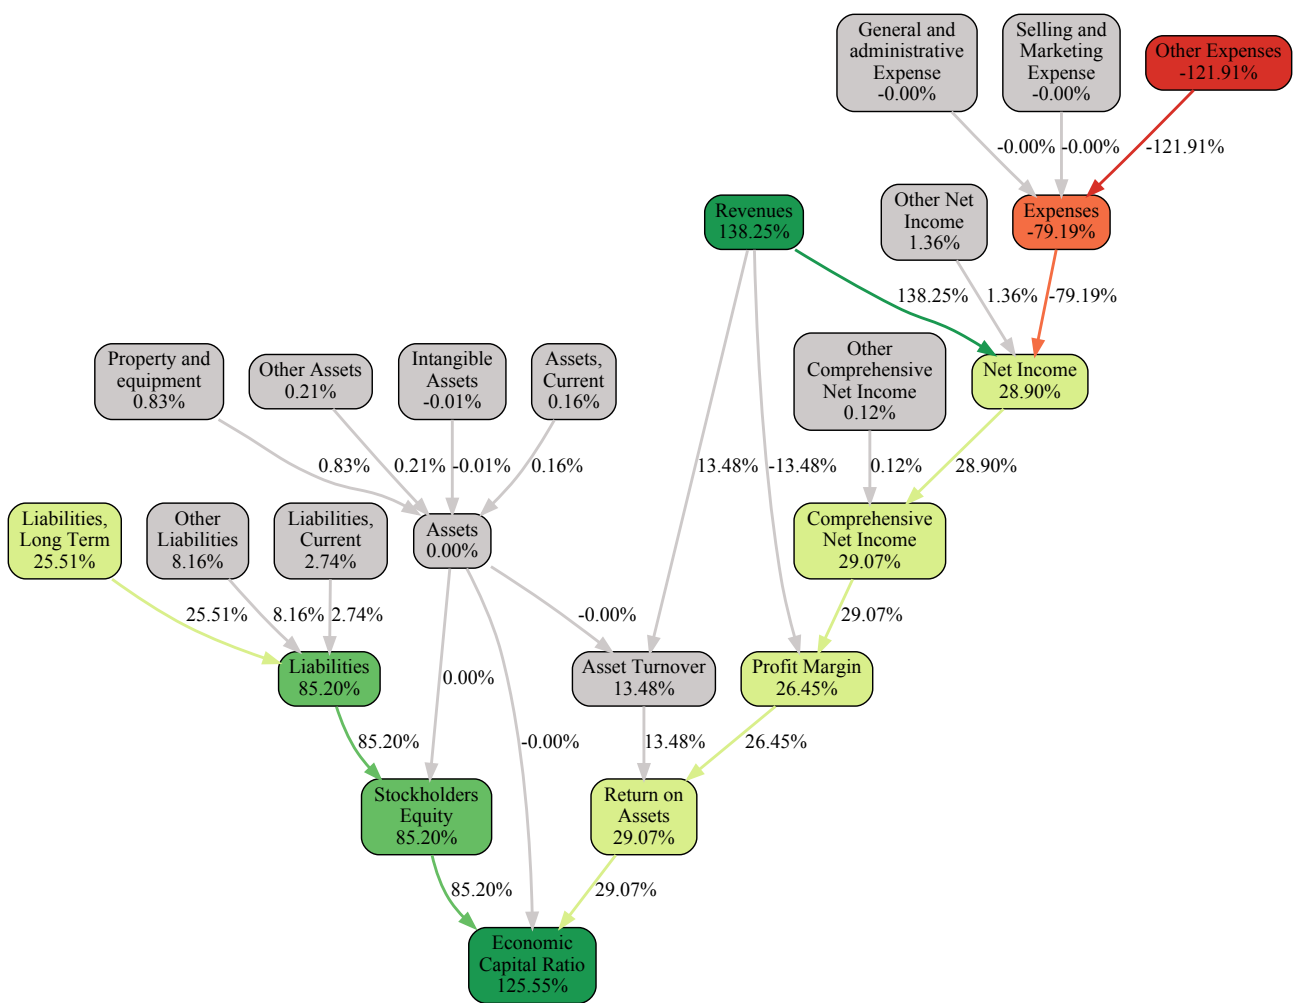 General and
administrative
Expense
-0.00%
Selling and
Marketing
Expense
-0.00%
Other Expenses
-121.91%
-0.00%
-0.00%
-121.91%
Revenues
138.25%
Other Net
Income
1.36%
Expenses
-79.19%
138.25%
1.36%
-79.19%
Property and
equipment
0.83%
Other Assets
0.21%
Intangible
Assets
-0.01%
Assets,
Current
0.16%
Other
Comprehensive
Net Income
0.12%
Net Income
28.90%
0.83%
0.21%
-0.01%
0.16%
13.48%
-13.48%
0.12%
28.90%
Liabilities,
Long Term
25.51%
Other
Liabilities
8.16%
Liabilities,
Current
2.74%
Assets
0.00%
Comprehensive
Net Income
29.07%
25.51%
8.16%
2.74%
-0.00%
29.07%
Liabilities
85.20%
0.00%
Asset Turnover
13.48%
Profit Margin
26.45%
85.20%
-0.00%
13.48%
26.45%
Stockholders
Equity
85.20%
Return on
Assets
29.07%
85.20%
29.07%
Economic
Capital Ratio
125.55%